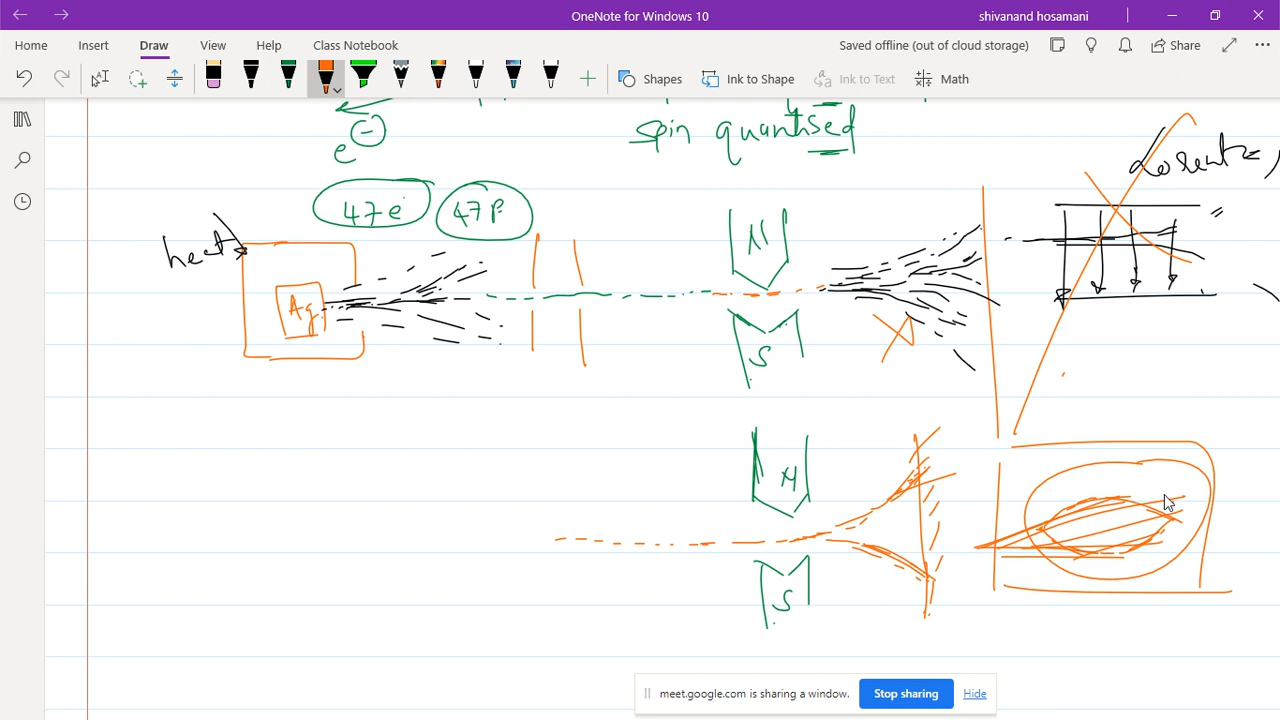 OneNote for Windows 10
shivanand hosamani
Home Insert Draw View Help Class Notebook
Saved offline (out of cloud storage)
Share
Shapes Ink to Shape Ink to Text Math
e⊖
spin quantised
47 e 47 P
heat
Ag
N
S
N
S
meet.google.com is sharing a window.
Stop sharing
Hide